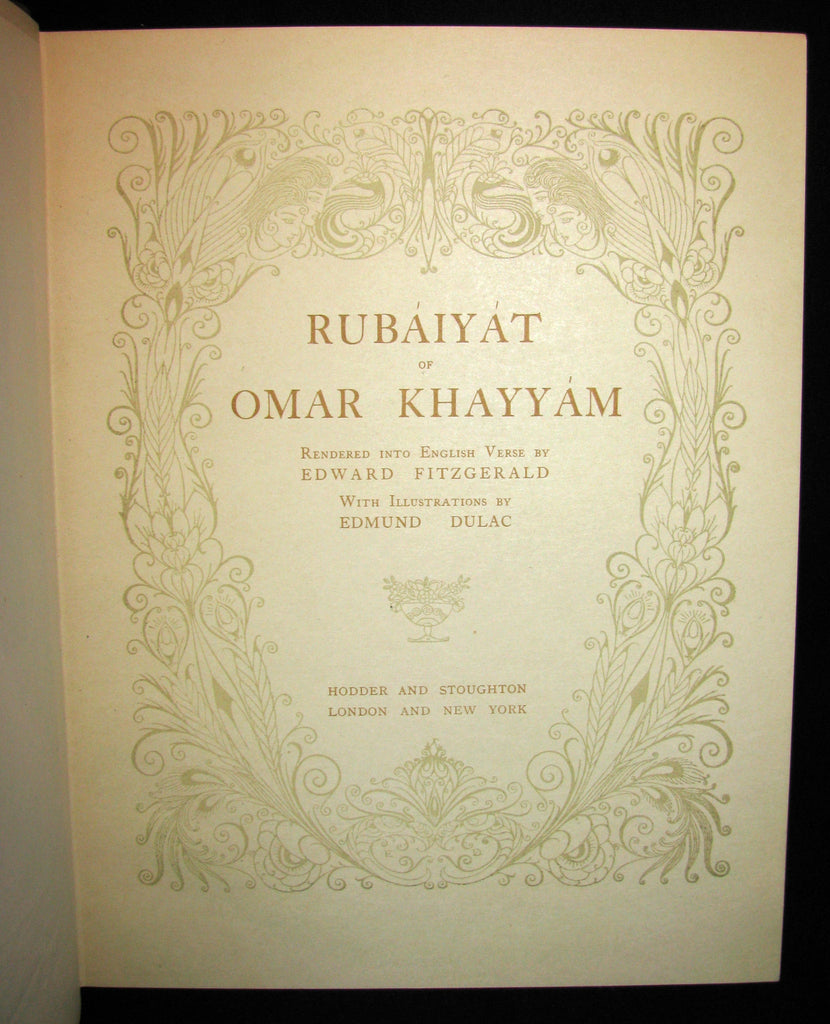 RUBÁIYÁT
OF
OMAR KHAYYÁM
RENDERED INTO ENGLISH VERSE BY
EDWARD FITZGERALD
WITH ILLUSTRATIONS BY
EDMUND DULAC
HODDER AND STOUGHTON
LONDON AND NEW YORK